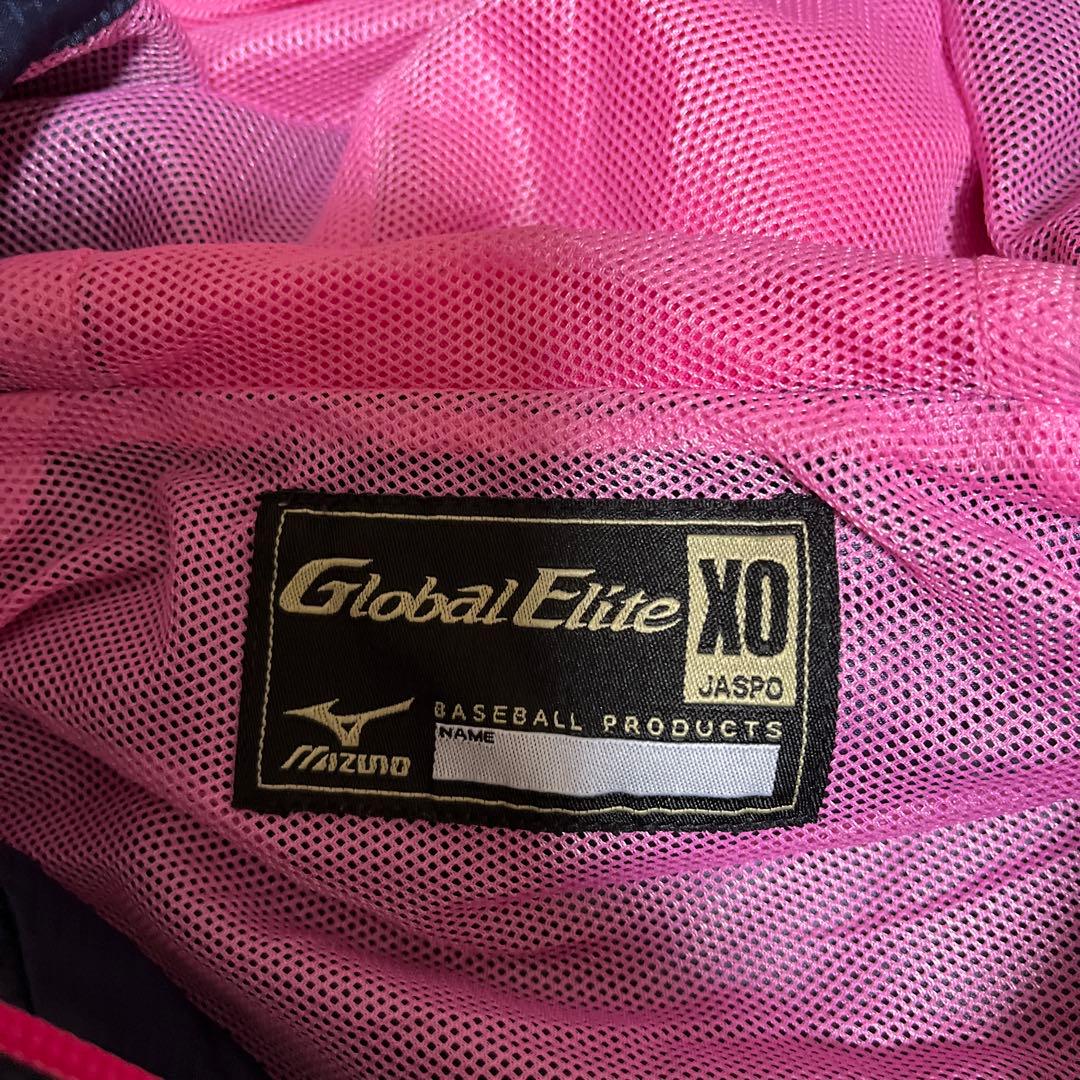 Global Elite
XO
JASPO
MIZUNO
BASEBALL PRODUCTS
NAME